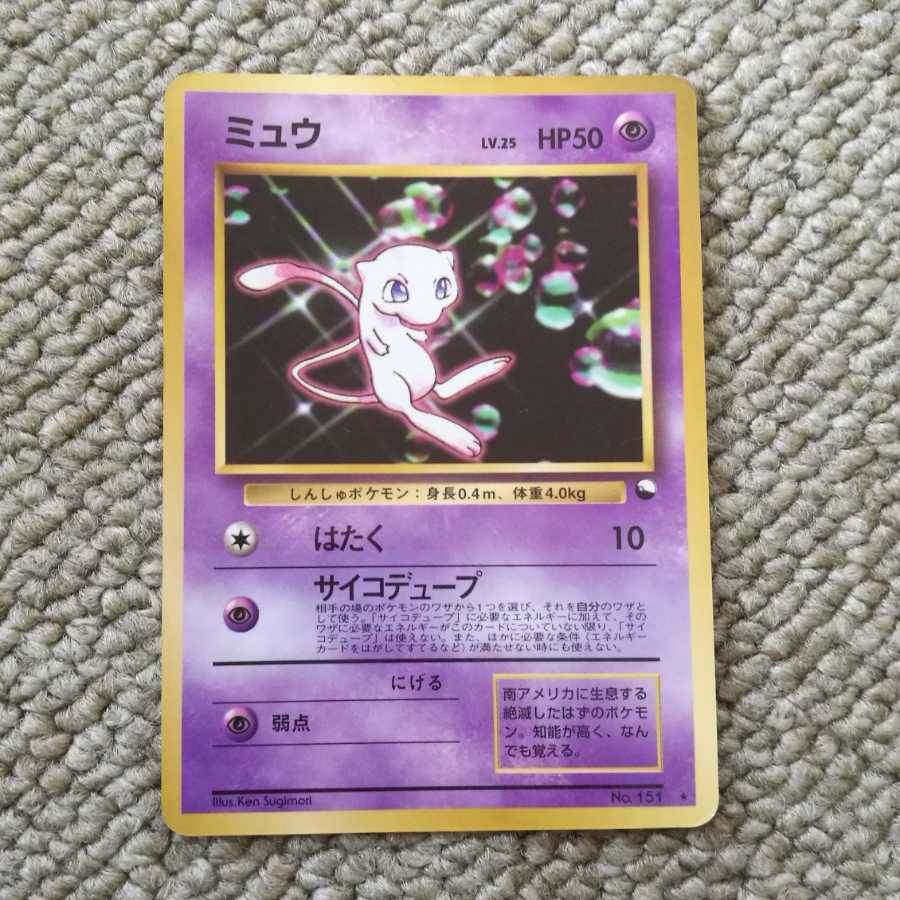 ミュウ LV.25 HP50
しんしゅポケモン：身長0.4m、体重4.0kg
はたく 10
サイコデュープ
相手の場のポケモンのワザから1つを選び、それを自分のワザと
して使う。「サイコデュープ」に必要なエネルギーに加えて、その
ワザに必要なエネルギーがこのカードについていない限り、「サイ
コデュープ」は使えない。また、ほかに必要な条件（エネルギー
カードをはがしてすてるなど）が満たせない時にも使えない。
にげる
弱点
南アメリカに生息する
絶滅したはずのポケモ
ン。知能が高く、なん
でも覚える。
Illus.Ken Sugimori
No. 151 ★